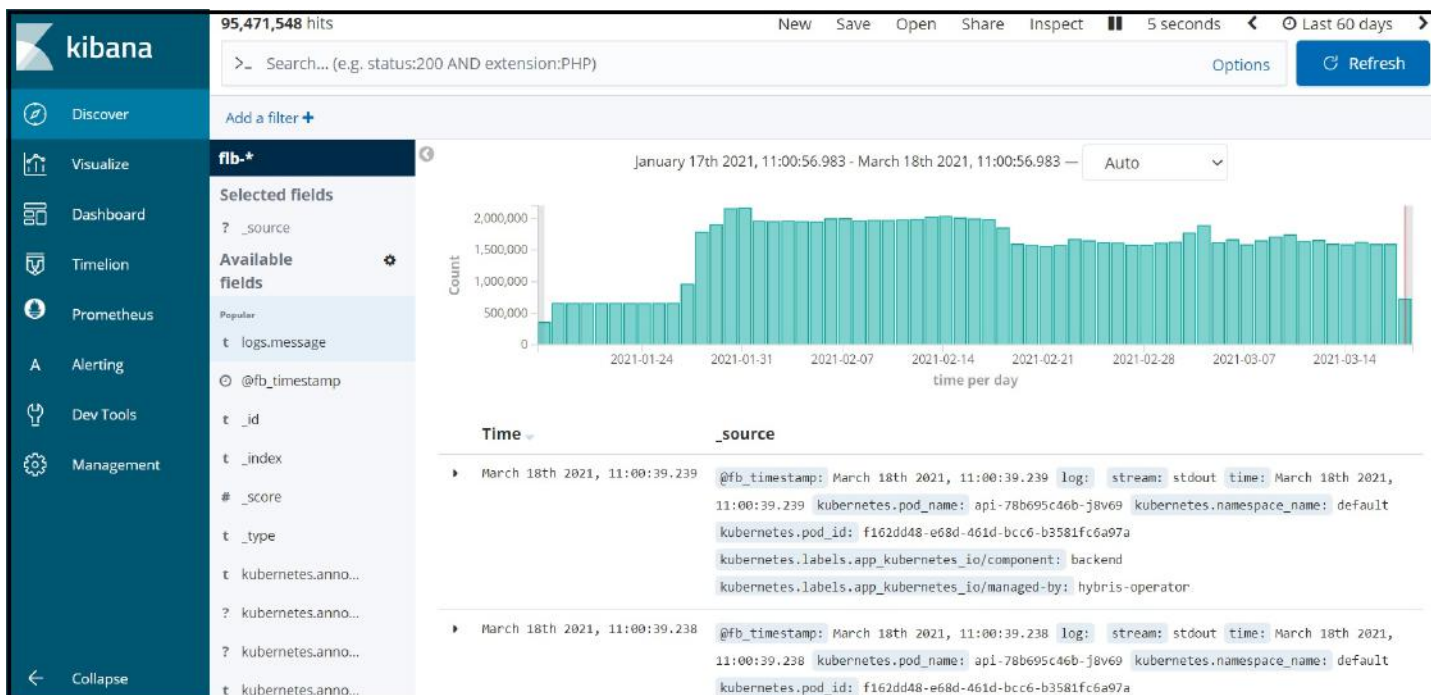 kibana
Discover
Visualize
Dashboard
Timelion
Prometheus
A Alerting
Dev Tools
Management
Collapse
95,471,548 hits
New Save Open Share Inspect 5 seconds Last 60 days
>_ Search... (e.g. status:200 AND extension:PHP) Options Refresh
Add a filter +
flb-*
Selected fields
? _source
Available
fields
Popular
t logs.message
@fb_timestamp
t _id
t _index
# _score
t _type
t kubernetes.anno...
? kubernetes.anno...
? kubernetes.anno...
t kubernetes.anno...
January 17th 2021, 11:00:56.983 - March 18th 2021, 11:00:56.983 — Auto
Count
2,000,000
1,500,000
1,000,000
500,000
0
2021-01-24 2021-01-31 2021-02-07 2021-02-14 2021-02-21 2021-02-28 2021-03-07 2021-03-14
time per day
Time _source
March 18th 2021, 11:00:39.239 @fb_timestamp: March 18th 2021, 11:00:39.239 log: stream: stdout time: March 18th 2021,
11:00:39.239 kubernetes.pod_name: api-78b695c46b-j8v69 kubernetes.namespace_name: default
kubernetes.pod_id: f162dd48-e68d-461d-bcc6-b3581fc6a97a
kubernetes.labels.app_kubernetes_io/component: backend
kubernetes.labels.app_kubernetes_io/managed-by: hybris-operator
March 18th 2021, 11:00:39.238 @fb_timestamp: March 18th 2021, 11:00:39.238 log: stream: stdout time: March 18th 2021,
11:00:39.238 kubernetes.pod_name: api-78b695c46b-j8v69 kubernetes.namespace_name: default
kubernetes.pod_id: f162dd48-e68d-461d-bcc6-b3581fc6a97a